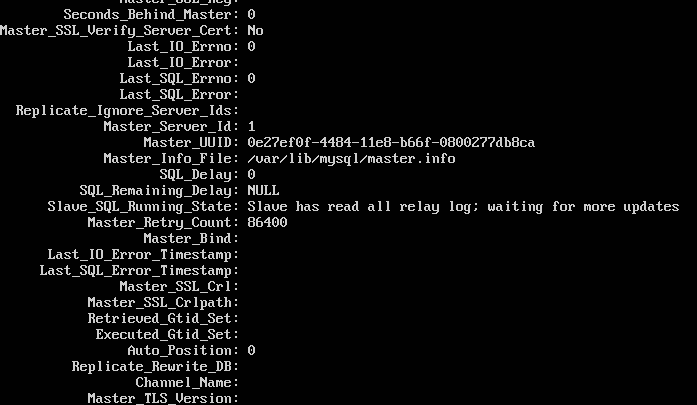 Master_SSL_Key:
Seconds_Behind_Master: 0
Master_SSL_Verify_Server_Cert: No
Last_IO_Errno: 0
Last_IO_Error:
Last_SQL_Errno: 0
Last_SQL_Error:
Replicate_Ignore_Server_Ids:
Master_Server_Id: 1
Master_UUID: 0e27ef0f-4484-11e8-b66f-0800277db8ca
Master_Info_File: /var/lib/mysql/master.info
SQL_Delay: 0
SQL_Remaining_Delay: NULL
Slave_SQL_Running_State: Slave has read all relay log; waiting for more updates
Master_Retry_Count: 86400
Master_Bind:
Last_IO_Error_Timestamp:
Last_SQL_Error_Timestamp:
Master_SSL_Crl:
Master_SSL_Crlpath:
Retrieved_Gtid_Set:
Executed_Gtid_Set:
Auto_Position: 0
Replicate_Rewrite_DB:
Channel_Name:
Master_TLS_Version: